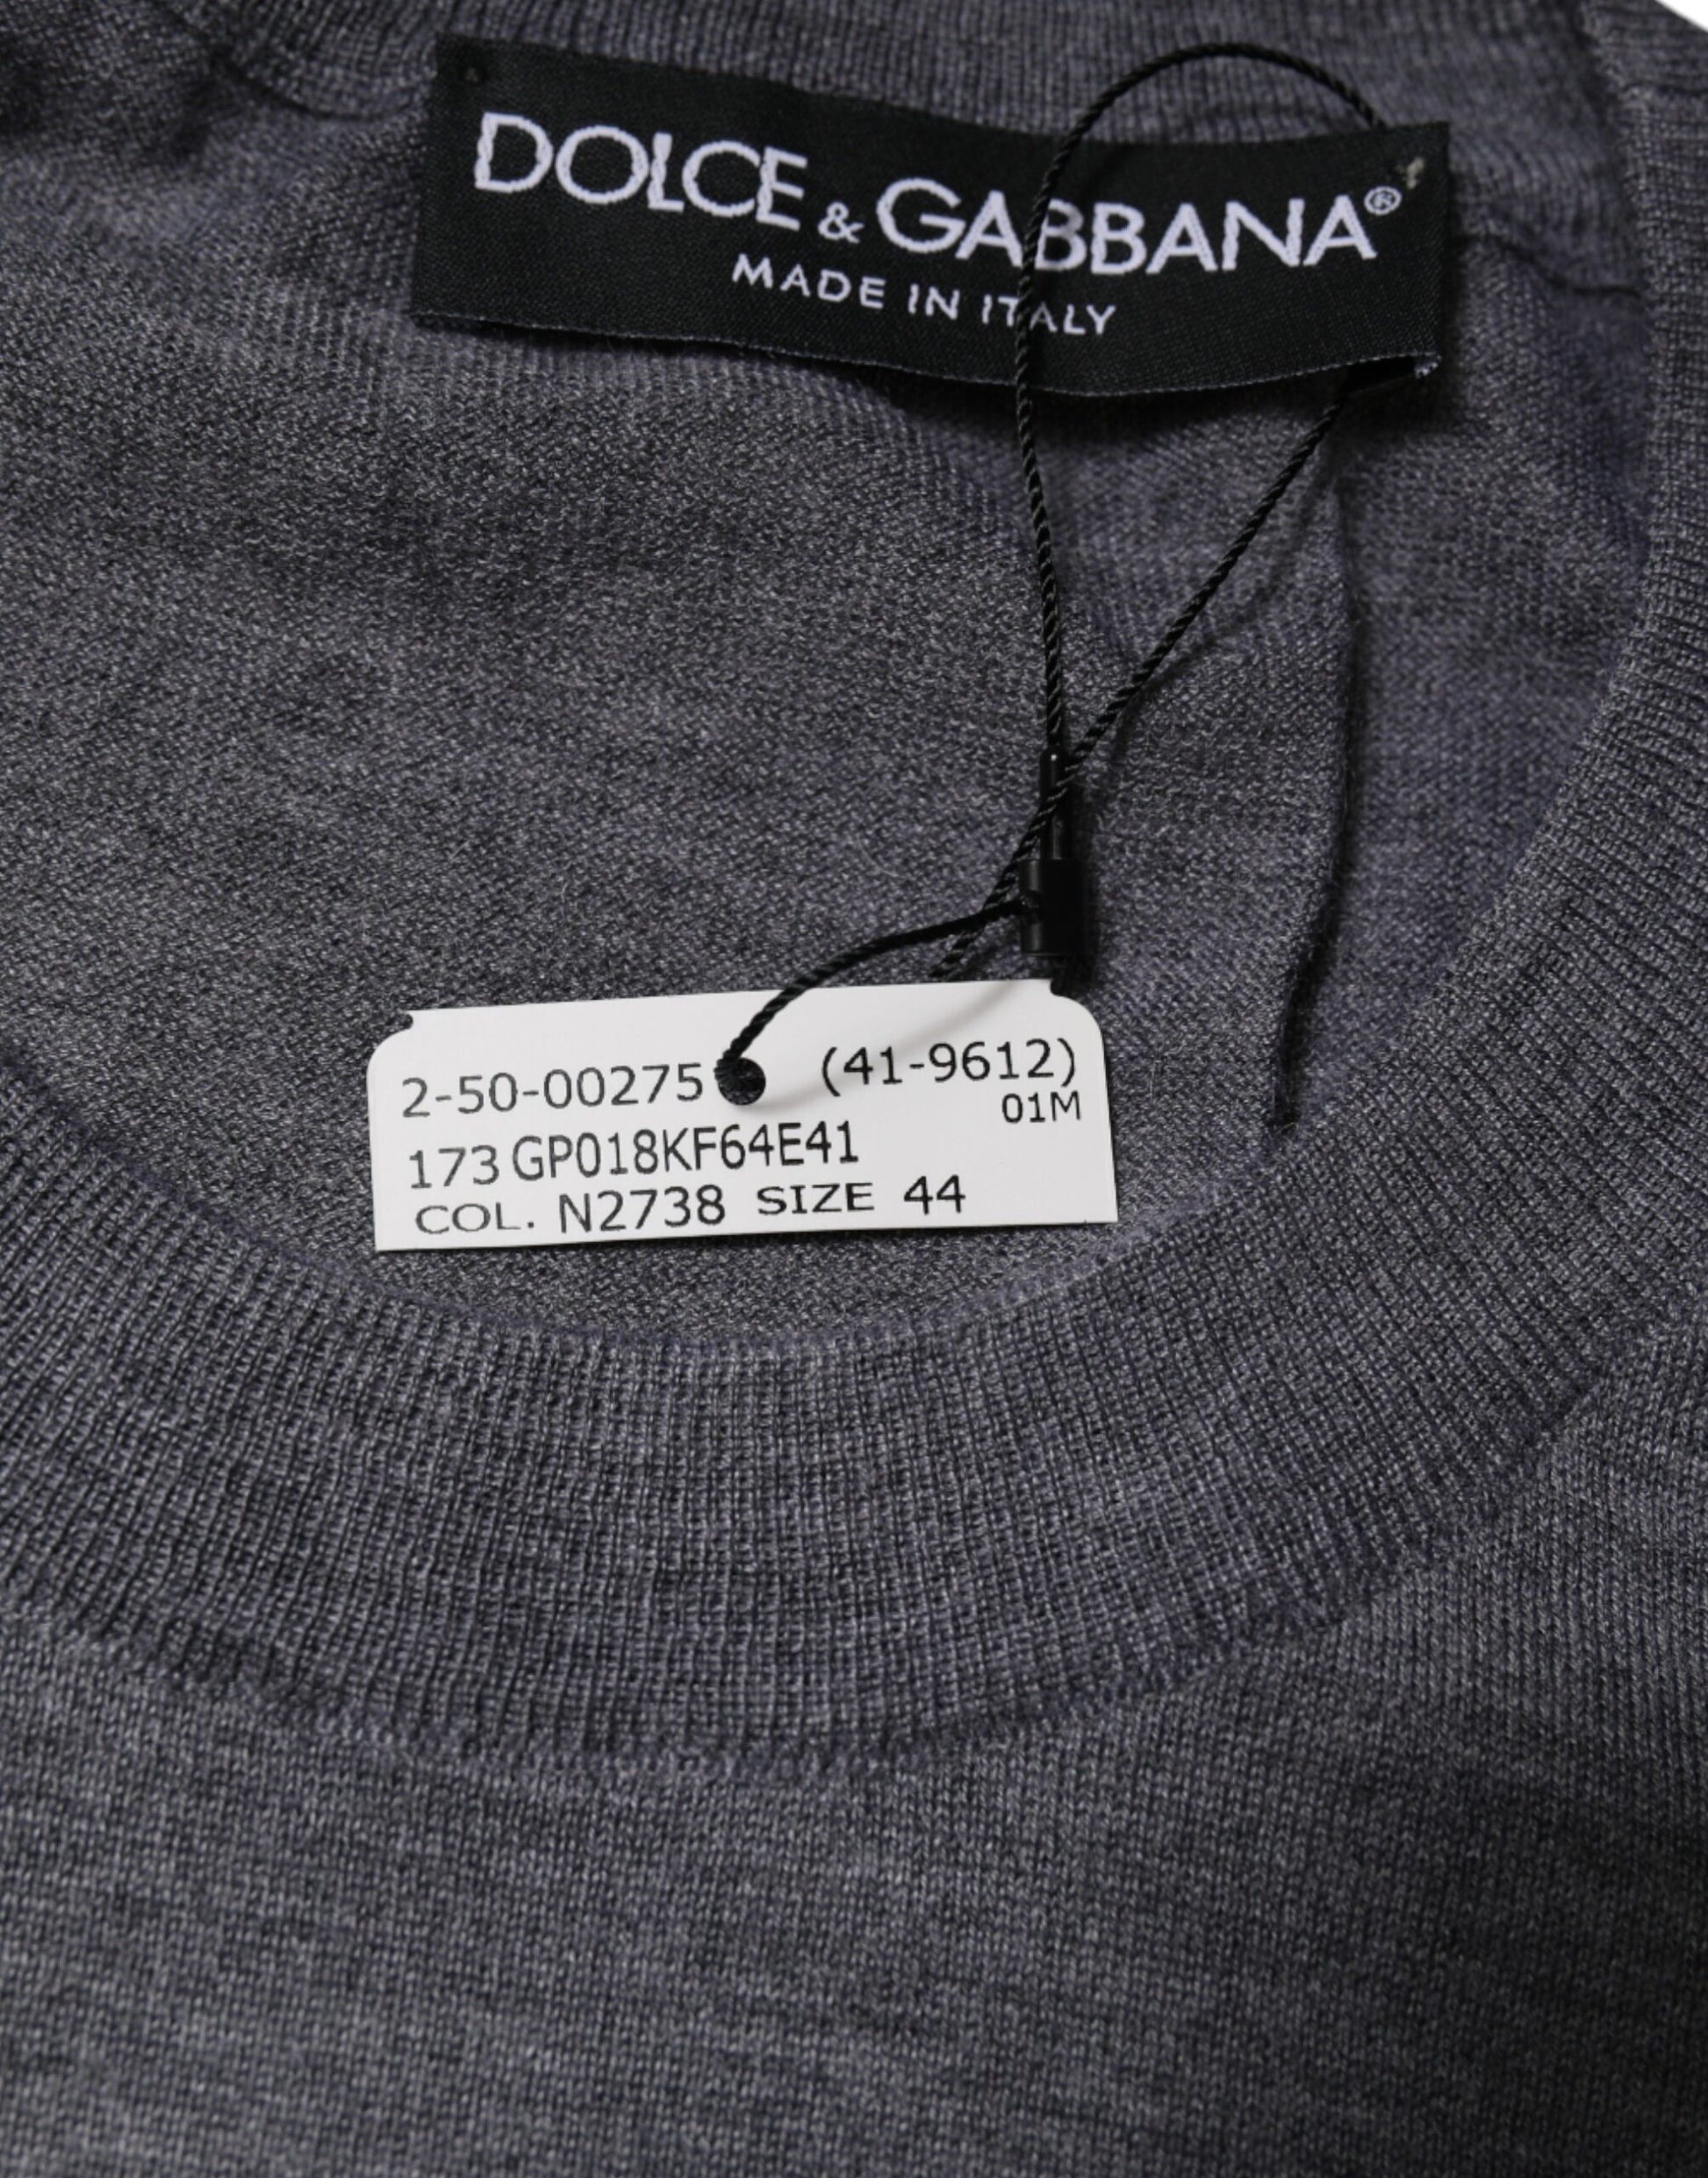 DOLCE & GABBANA®
MADE IN ITALY
2-50-00275 (41-9612)
01M
173 GP018KF64E41
COL. N2738 SIZE 44